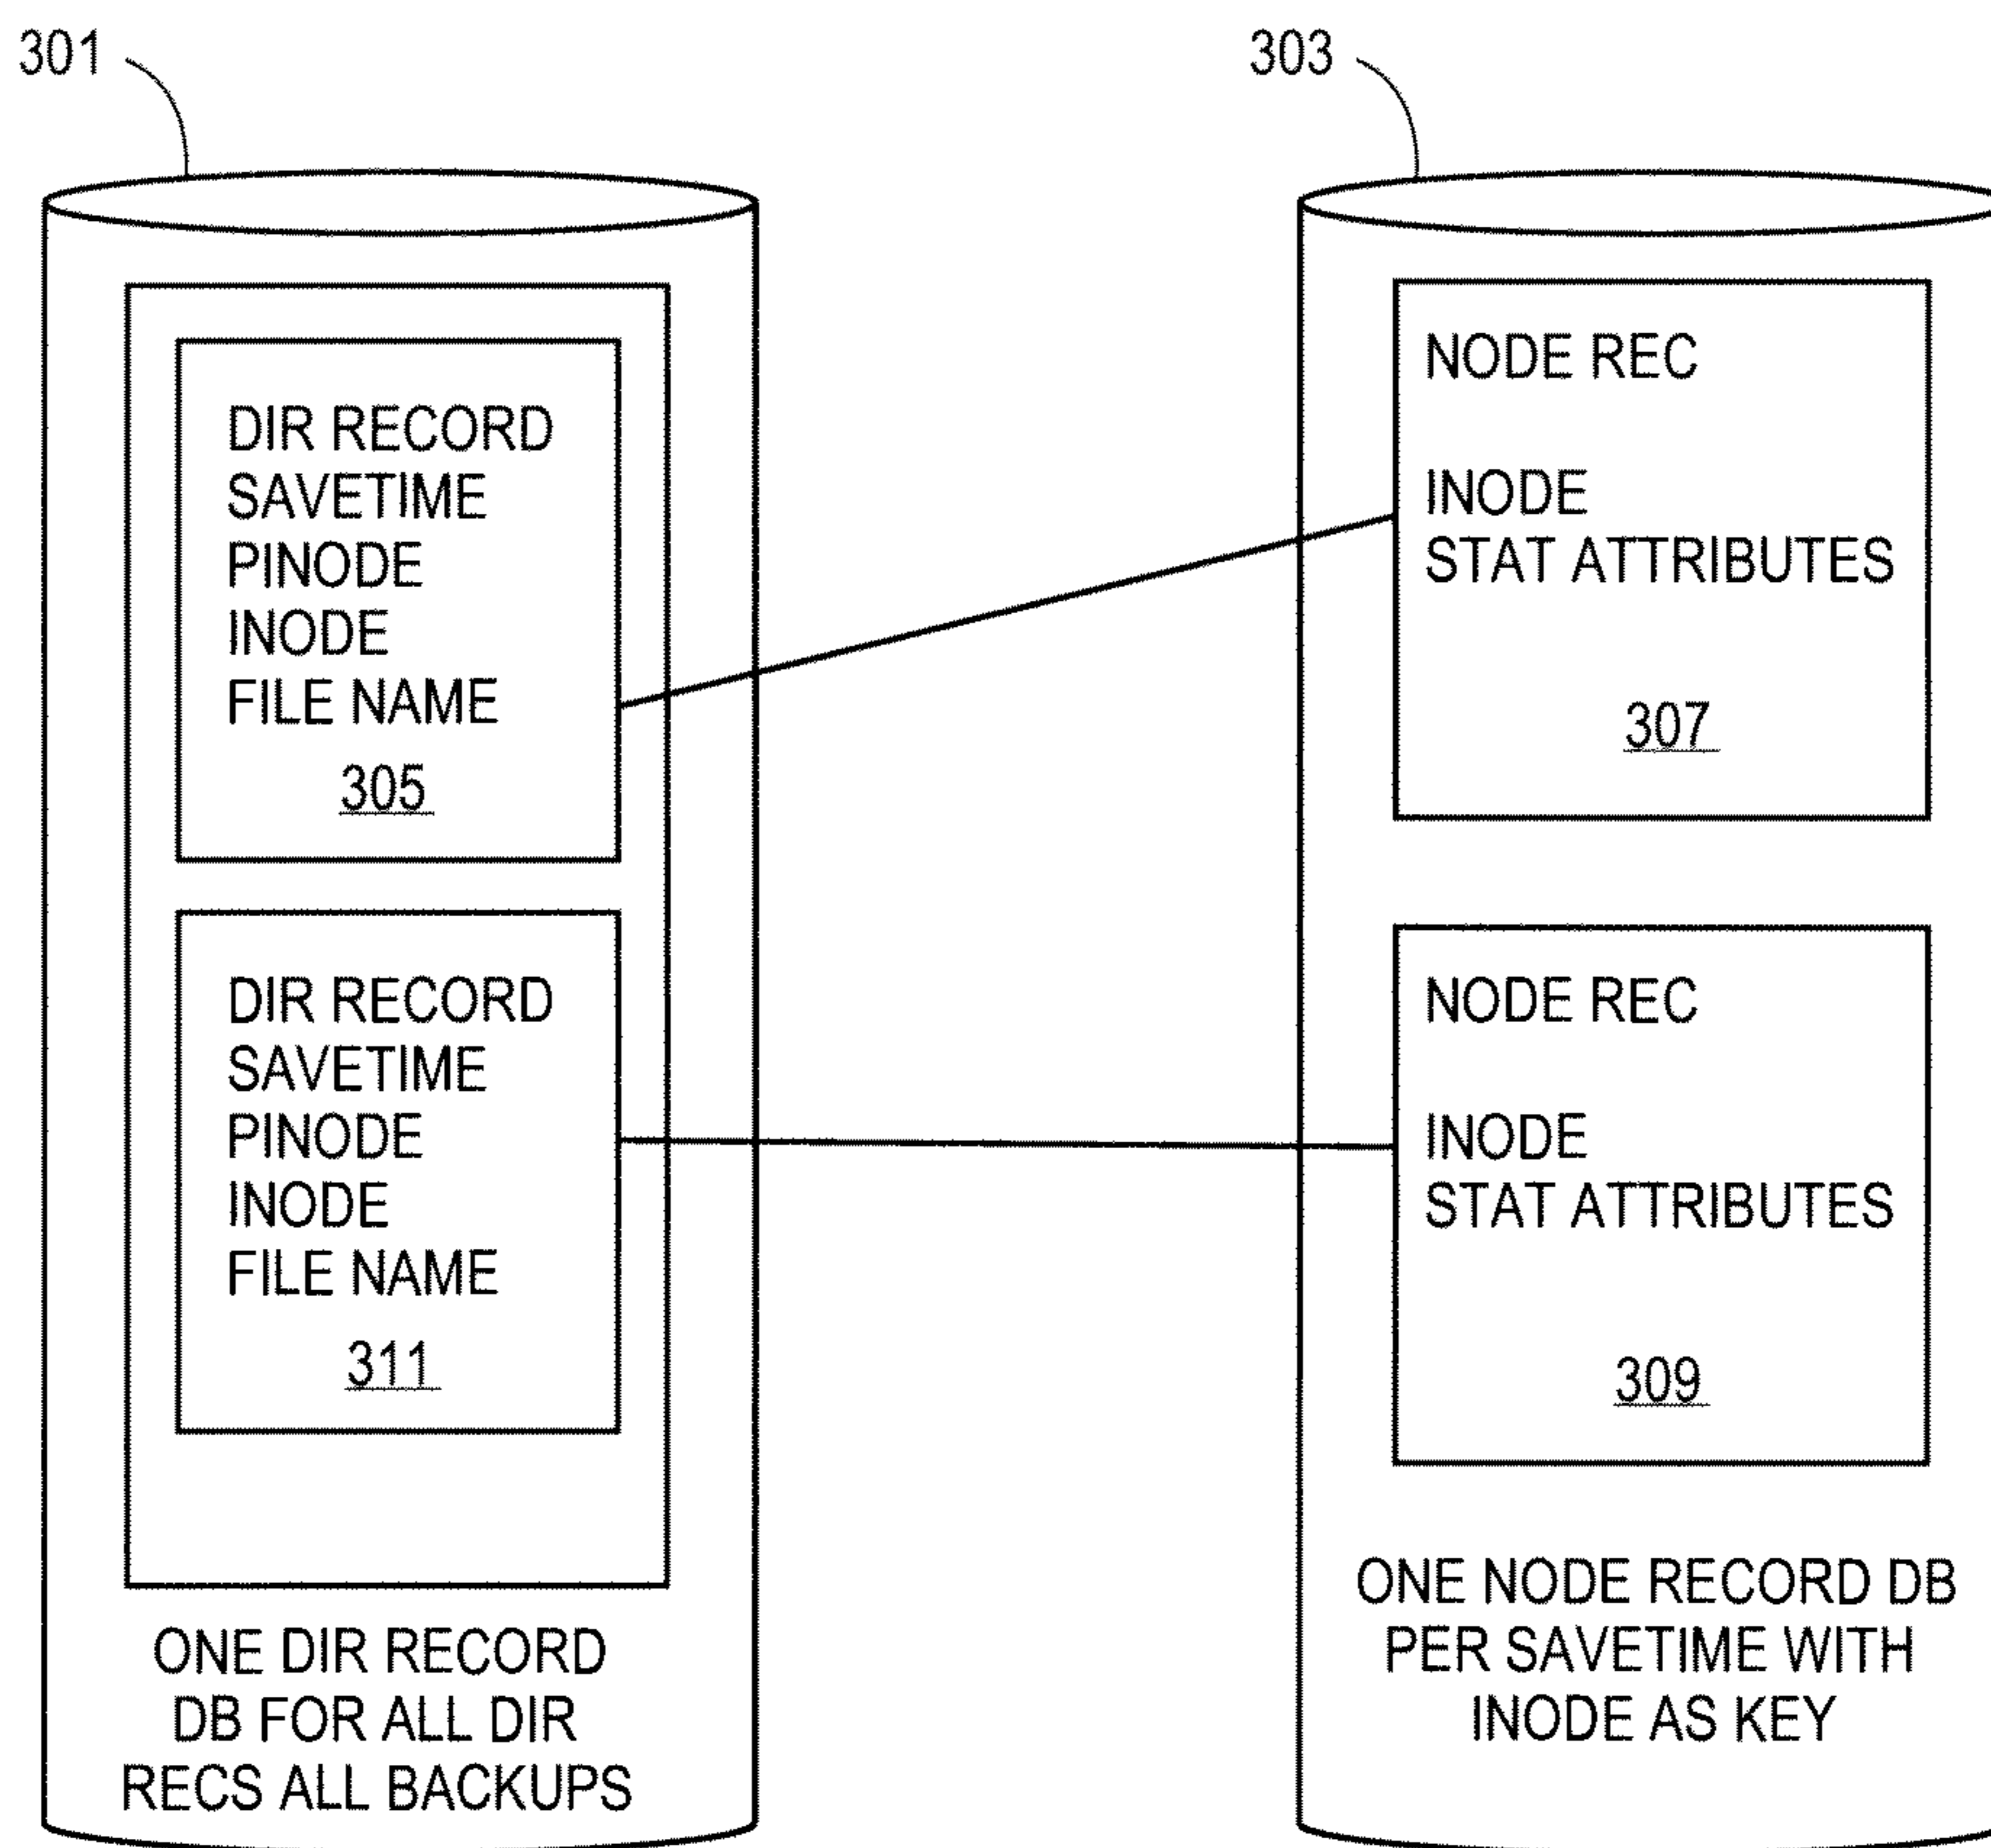 301
303
DIR RECORD
SAVETIME
PINODE
INODE
FILE NAME
305
DIR RECORD
SAVETIME
PINODE
INODE
FILE NAME
311
ONE DIR RECORD
DB FOR ALL DIR
RECS ALL BACKUPS
NODE REC
INODE
STAT ATTRIBUTES
307
NODE REC
INODE
STAT ATTRIBUTES
309
ONE NODE RECORD DB
PER SAVETIME WITH
INODE AS KEY